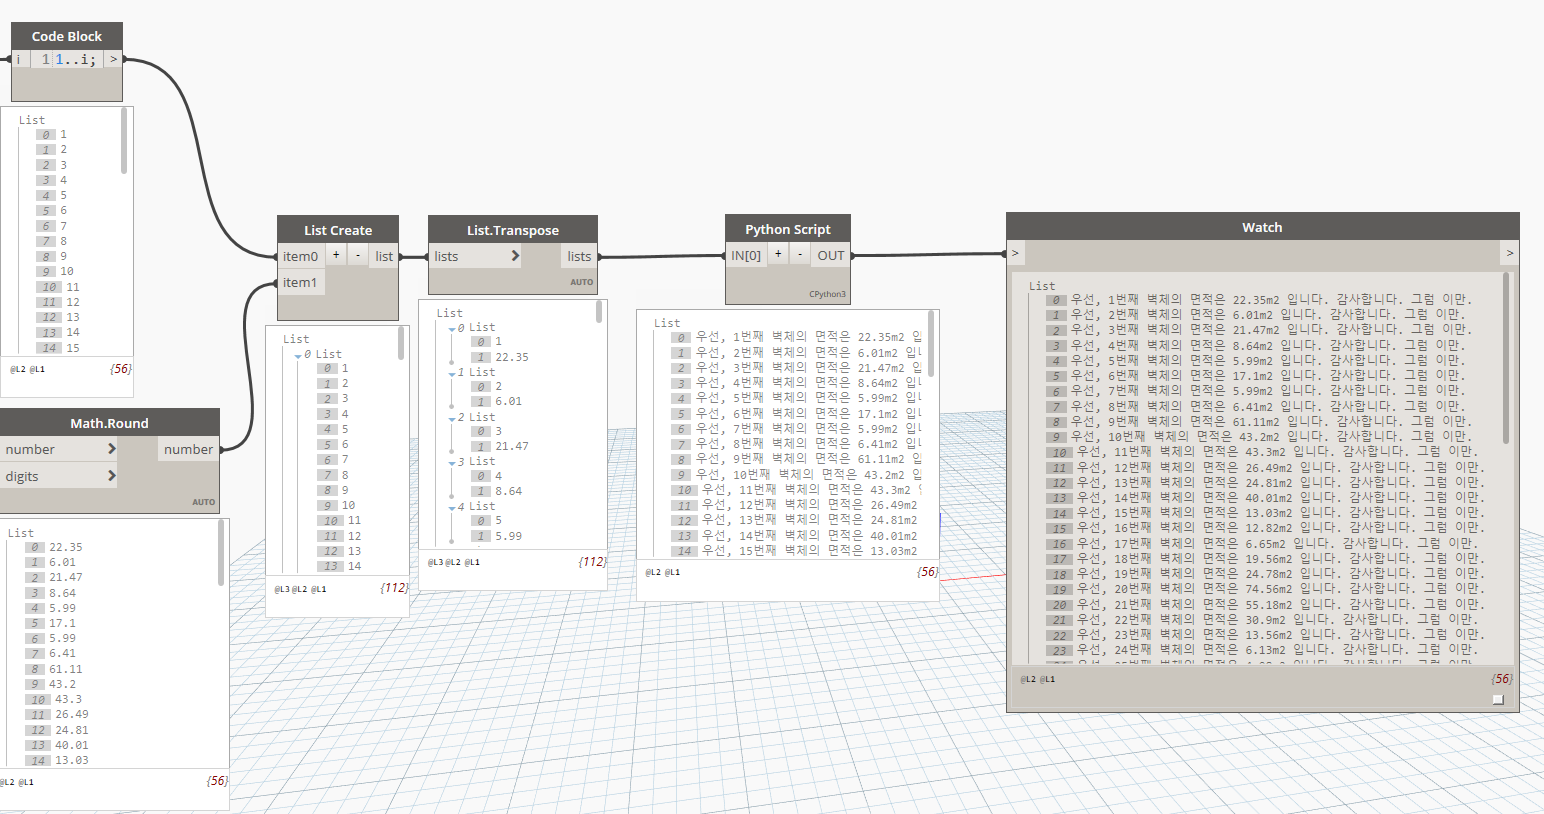 Code Block
i 1 1..i; >
List
0 1
1 2
2 3
3 4
4 5
5 6
6 7
7 8
8 9
9 10
10 11
11 12
12 13
13 14
14 15
@L2 @L1 {56}
Math.Round
number > number
digits >
AUTO
List
0 22.35
1 6.01
2 21.47
3 8.64
4 5.99
5 17.1
6 5.99
7 6.41
8 61.11
9 43.2
10 43.3
11 26.49
12 24.81
13 40.01
14 13.03
@L2 @L1 {56}
List Create
item0 + - list
item1
List
0 List
0 1
1 2
2 3
3 4
4 5
5 6
6 7
7 8
8 9
9 10
10 11
11 12
12 13
13 14
@L3 @L2 @L1 {112}
List.Transpose
lists > lists
AUTO
List
0 List
0 1
1 22.35
1 List
0 2
1 6.01
2 List
0 3
1 21.47
3 List
0 4
1 8.64
4 List
0 5
1 5.99
@L3 @L2 @L1 {112}
Python Script
IN[0] + - OUT
CPython3
List
0 우선, 1번째 벽체의 면적은 22.35m2 입
1 우선, 2번째 벽체의 면적은 6.01m2
2 우선, 3번째 벽체의 면적은 21.47m2 입
3 우선, 4번째 벽체의 면적은 8.64m2
4 우선, 5번째 벽체의 면적은 5.99m2
5 우선, 6번째 벽체의 면적은 17.1m2
6 우선, 7번째 벽체의 면적은 5.99m2
7 우선, 8번째 벽체의 면적은 6.41m2
8 우선, 9번째 벽체의 면적은 61.11m2 입
9 우선, 10번째 벽체의 면적은 43.2m2 입
10 우선, 11번째 벽체의 면적은 43.3m2
11 우선, 12번째 벽체의 면적은 26.49m2
12 우선, 13번째 벽체의 면적은 24.81m2
13 우선, 14번째 벽체의 면적은 40.01m2
14 우선, 15번째 벽체의 면적은 13.03m2
@L2 @L1 {56}
Watch
> >
List
0 우선, 1번째 벽체의 면적은 22.35m2 입니다. 감사합니다. 그럼 이만.
1 우선, 2번째 벽체의 면적은 6.01m2 입니다. 감사합니다. 그럼 이만.
2 우선, 3번째 벽체의 면적은 21.47m2 입니다. 감사합니다. 그럼 이만.
3 우선, 4번째 벽체의 면적은 8.64m2 입니다. 감사합니다. 그럼 이만.
4 우선, 5번째 벽체의 면적은 5.99m2 입니다. 감사합니다. 그럼 이만.
5 우선, 6번째 벽체의 면적은 17.1m2 입니다. 감사합니다. 그럼 이만.
6 우선, 7번째 벽체의 면적은 5.99m2 입니다. 감사합니다. 그럼 이만.
7 우선, 8번째 벽체의 면적은 6.41m2 입니다. 감사합니다. 그럼 이만.
8 우선, 9번째 벽체의 면적은 61.11m2 입니다. 감사합니다. 그럼 이만.
9 우선, 10번째 벽체의 면적은 43.2m2 입니다. 감사합니다. 그럼 이만.
10 우선, 11번째 벽체의 면적은 43.3m2 입니다. 감사합니다. 그럼 이만.
11 우선, 12번째 벽체의 면적은 26.49m2 입니다. 감사합니다. 그럼 이만.
12 우선, 13번째 벽체의 면적은 24.81m2 입니다. 감사합니다. 그럼 이만.
13 우선, 14번째 벽체의 면적은 40.01m2 입니다. 감사합니다. 그럼 이만.
14 우선, 15번째 벽체의 면적은 13.03m2 입니다. 감사합니다. 그럼 이만.
15 우선, 16번째 벽체의 면적은 12.82m2 입니다. 감사합니다. 그럼 이만.
16 우선, 17번째 벽체의 면적은 6.65m2 입니다. 감사합니다. 그럼 이만.
17 우선, 18번째 벽체의 면적은 19.56m2 입니다. 감사합니다. 그럼 이만.
18 우선, 19번째 벽체의 면적은 24.78m2 입니다. 감사합니다. 그럼 이만.
19 우선, 20번째 벽체의 면적은 74.56m2 입니다. 감사합니다. 그럼 이만.
20 우선, 21번째 벽체의 면적은 55.18m2 입니다. 감사합니다. 그럼 이만.
21 우선, 22번째 벽체의 면적은 30.9m2 입니다. 감사합니다. 그럼 이만.
22 우선, 23번째 벽체의 면적은 13.56m2 입니다. 감사합니다. 그럼 이만.
23 우선, 24번째 벽체의 면적은 6.13m2 입니다. 감사합니다. 그럼 이만.
@L2 @L1 {56}